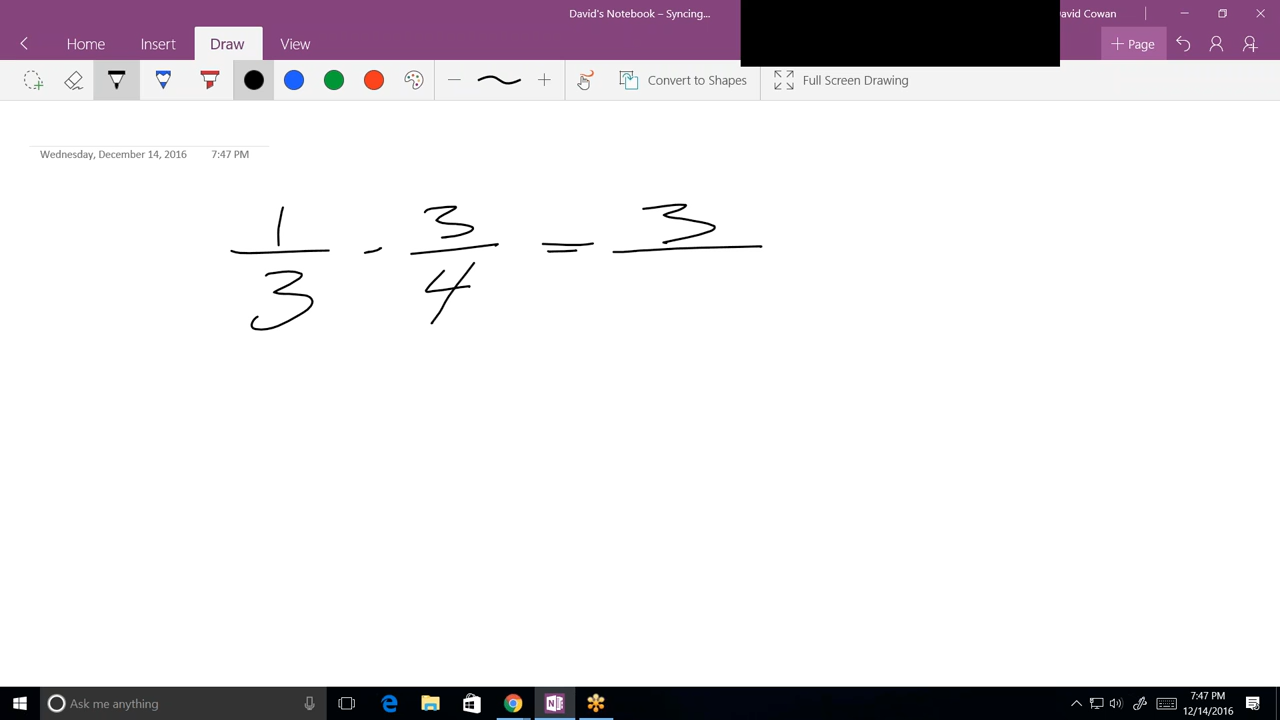 David's Notebook – Syncing...
avid Cowan
Home Insert Draw View
+ Page
Convert to Shapes
Full Screen Drawing
Wednesday, December 14, 2016 7:47 PM
1/3 · 3/4 = 3/
Ask me anything
7:47 PM
12/14/2016